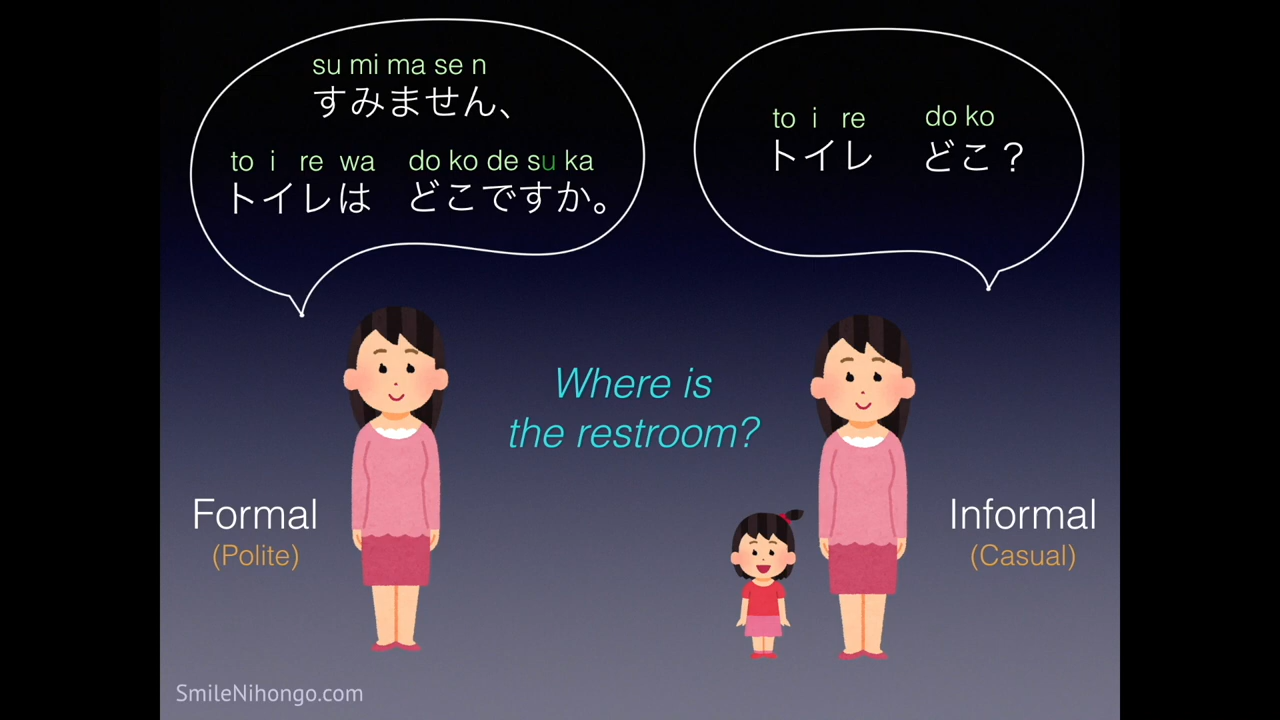 su mi ma se n
すみません、
to i re wa do ko de su ka
トイレは どこですか。
to i re do ko
トイレ どこ？
Where is
the restroom?
Formal
(Polite)
Informal
(Casual)
SmileNihongo.com